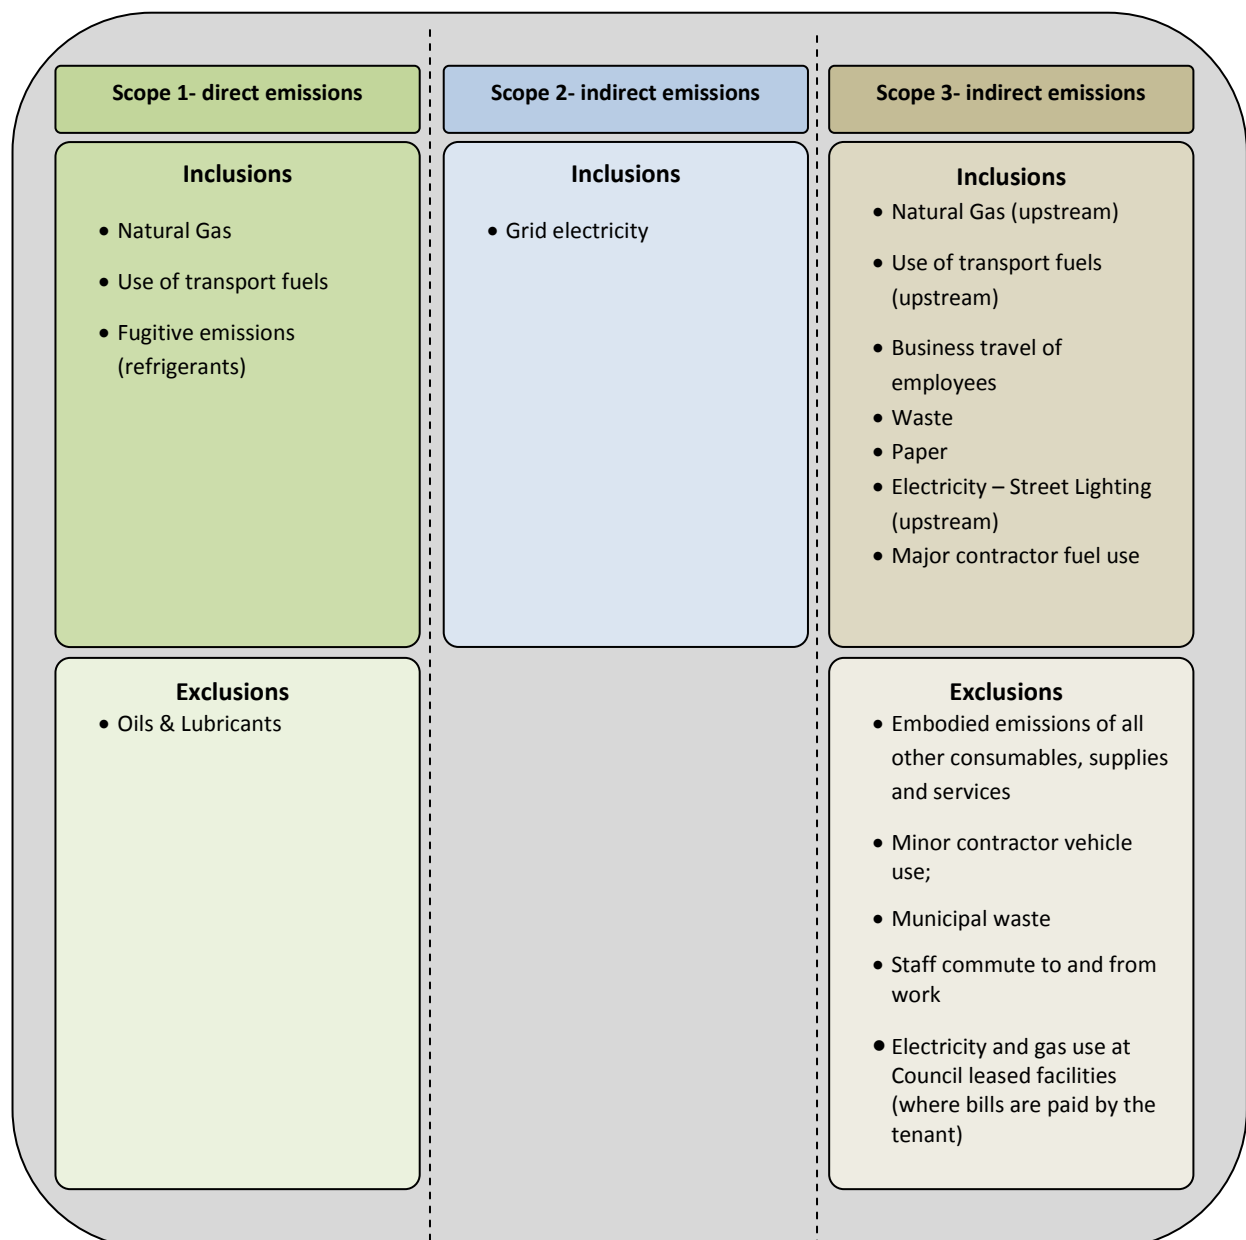 Scope 1- direct emissions
Inclusions
• Natural Gas
• Use of transport fuels
• Fugitive emissions
(refrigerants)
Exclusions
• Oils & Lubricants
Scope 2- indirect emissions
Inclusions
• Grid electricity
Scope 3- indirect emissions
Inclusions
• Natural Gas (upstream)
• Use of transport fuels
(upstream)
• Business travel of
employees
• Waste
• Paper
• Electricity – Street Lighting
(upstream)
• Major contractor fuel use
Exclusions
• Embodied emissions of all
other consumables, supplies
and services
• Minor contractor vehicle
use;
• Municipal waste
• Staff commute to and from
work
• Electricity and gas use at
Council leased facilities
(where bills are paid by the
tenant)